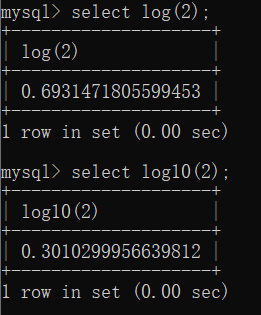 mysql> select log(2);
+--------------------+
| log(2)             |
+--------------------+
| 0.6931471805599453 |
+--------------------+
1 row in set (0.00 sec)
mysql> select log10(2);
+--------------------+
| log10(2)           |
+--------------------+
| 0.3010299956639812 |
+--------------------+
1 row in set (0.00 sec)